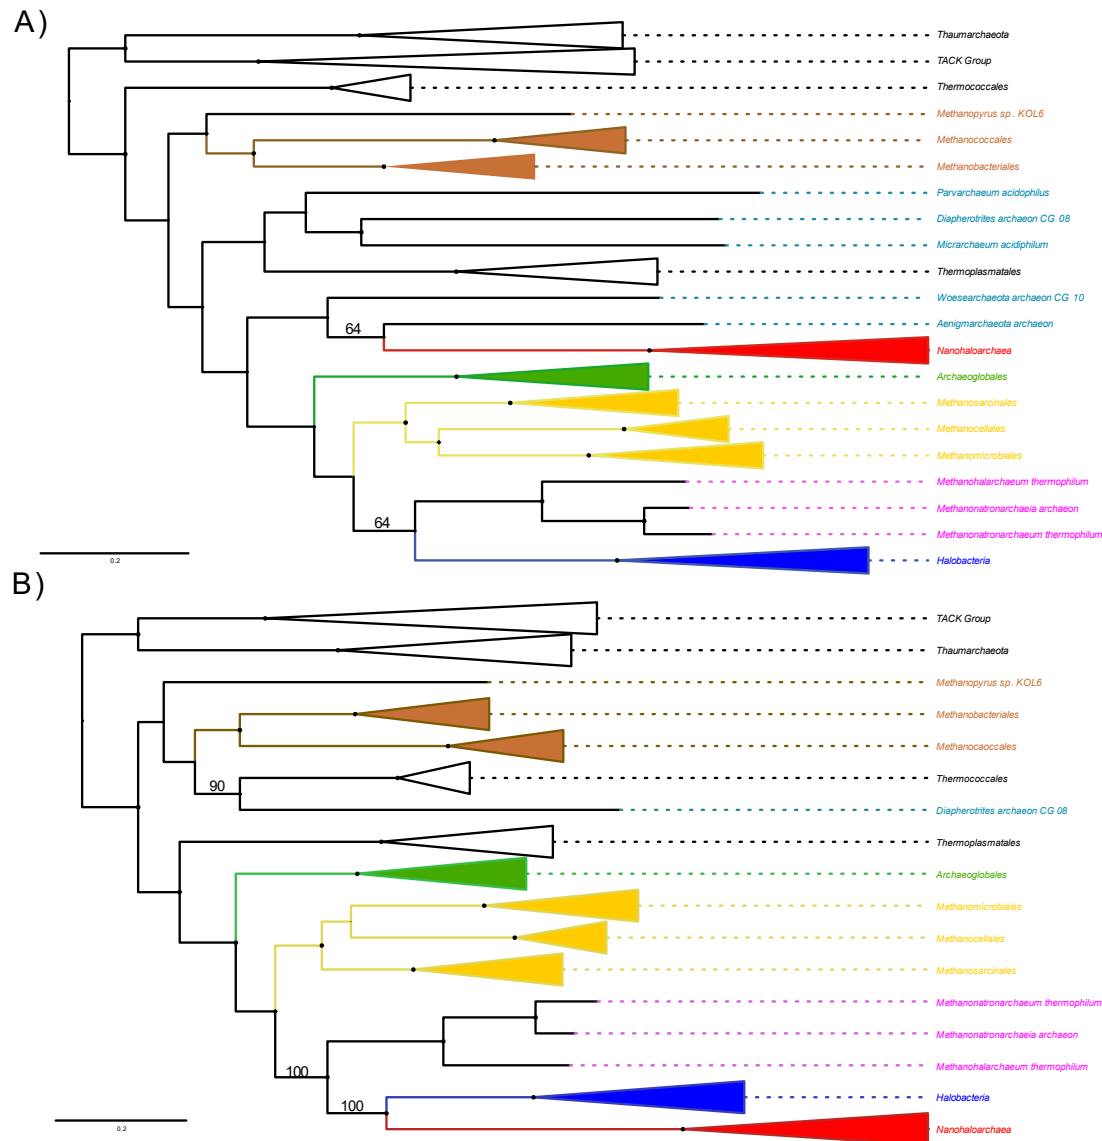 A)
Thaumarchaeota
TACK Group
Thermococcales
Methanopyrus sp. KOL6
Methanococcales
Methanobacteriales
Parvarchaeum acidophilus
Diapherotrites archaeon CG 08
Micrarchaeum acidiphilum
Thermoplasmatales
Woesearchaeota archaeon CG 10
64
Aenigmarchaeota archaeon
Nanohaloarchaea
Archaeoglobales
Methanosarcinales
Methanocellales
Methanomicrobiales
Methanohalarchaeum thermophilum
Methanonatronarchaeia archaeon
64
Methanonatronarchaeum thermophilum
Halobacteria
0.2
B)
TACK Group
Thaumarchaeota
Methanopyrus sp. KOL6
Methanobacteriales
Methanocaoccales
90
Thermococcales
Diapherotrites archaeon CG 08
Thermoplasmatales
Archaeoglobales
Methanomicrobiales
Methanocellales
Methanosarcinales
Methanonatronarchaeum thermophilum
Methanonatronarchaeia archaeon
100
Methanohalarchaeum thermophilum
Halobacteria
100
Nanohaloarchaea
0.2